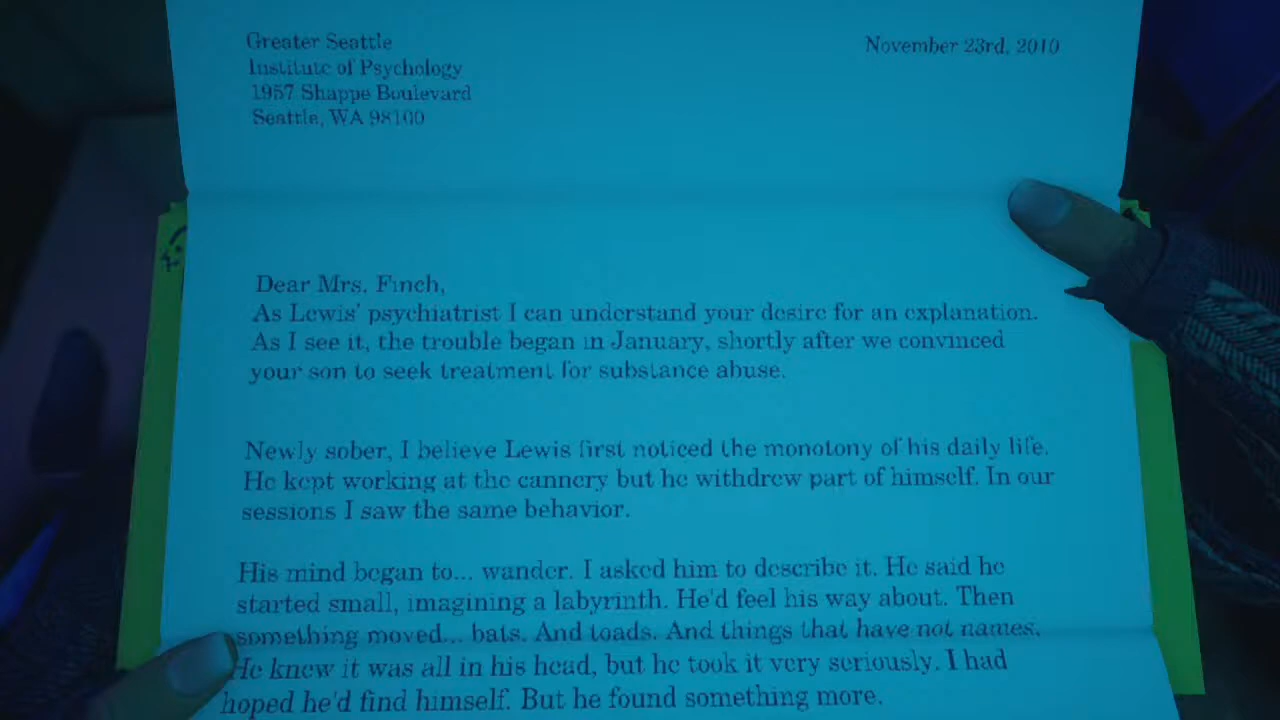 Greater Seattle
Institute of Psychology
1957 Shappe Boulevard
Seattle, WA 98100
November 23rd, 2010
Dear Mrs. Finch,
As Lewis' psychiatrist I can understand your desire for an explanation.
As I see it, the trouble began in January, shortly after we convinced
your son to seek treatment for substance abuse.
Newly sober, I believe Lewis first noticed the monotony of his daily life.
He kept working at the cannery but he withdrew part of himself. In our
sessions I saw the same behavior.
His mind began to... wander. I asked him to describe it. He said he
started small, imagining a labyrinth. He'd feel his way about. Then
something moved... bats. And toads. And things that have not names.
He knew it was all in his head, but he took it very seriously. I had
hoped he'd find himself. But he found something more.